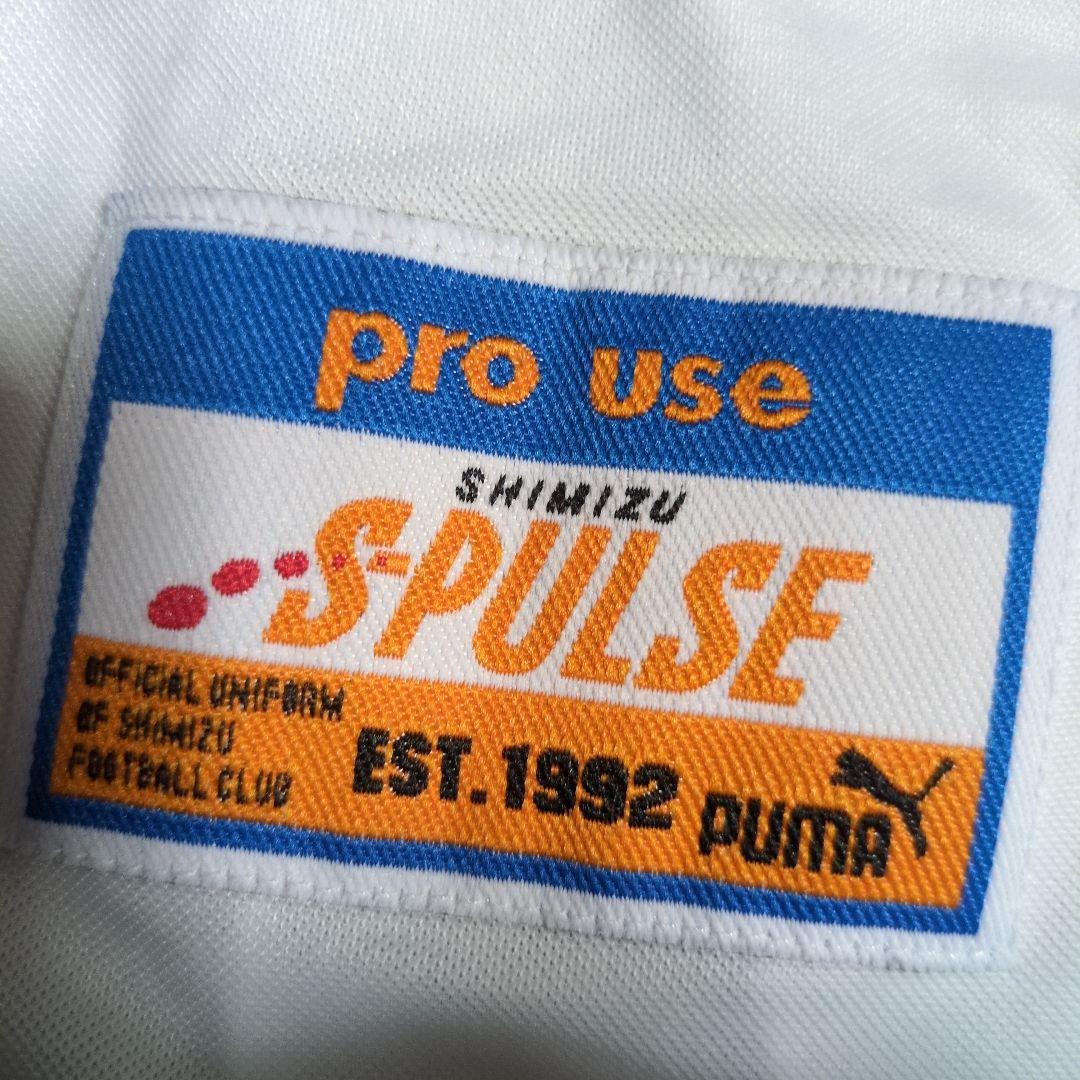 pro use
SHIMIZU
S-PULSE
OFFICIAL UNIFORM
OF SHIMIZU
FOOTBALL CLUB
EST. 1992
PUMA